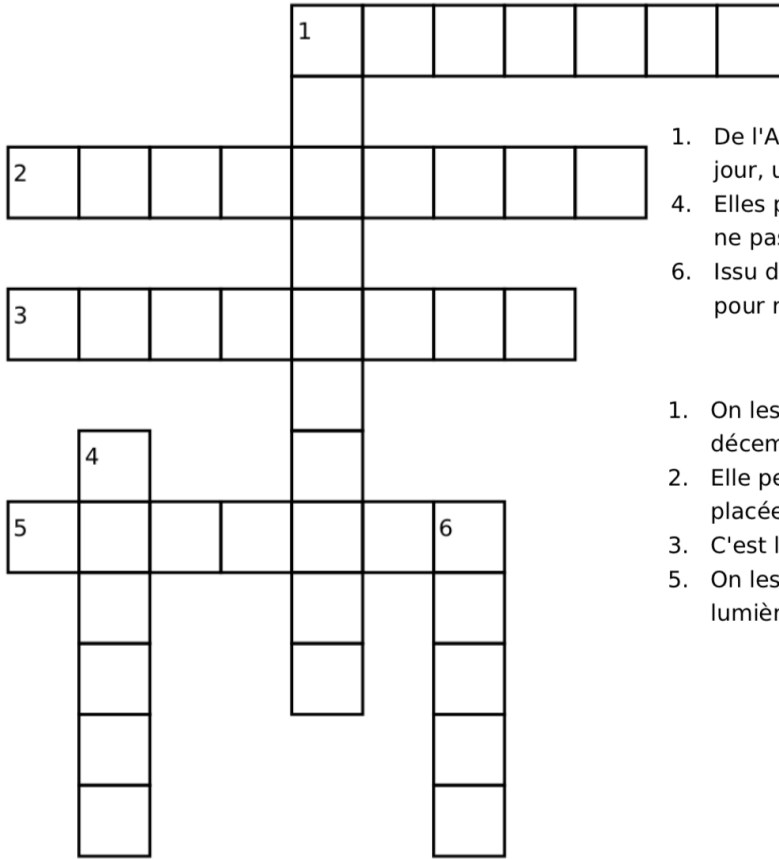 1
2
3
4
5
6
1. De l'A
jour, u
4. Elles p
ne pas
6. Issu d
pour r
1. On les
décem
2. Elle pe
placée
3. C'est l
5. On les
lumièr